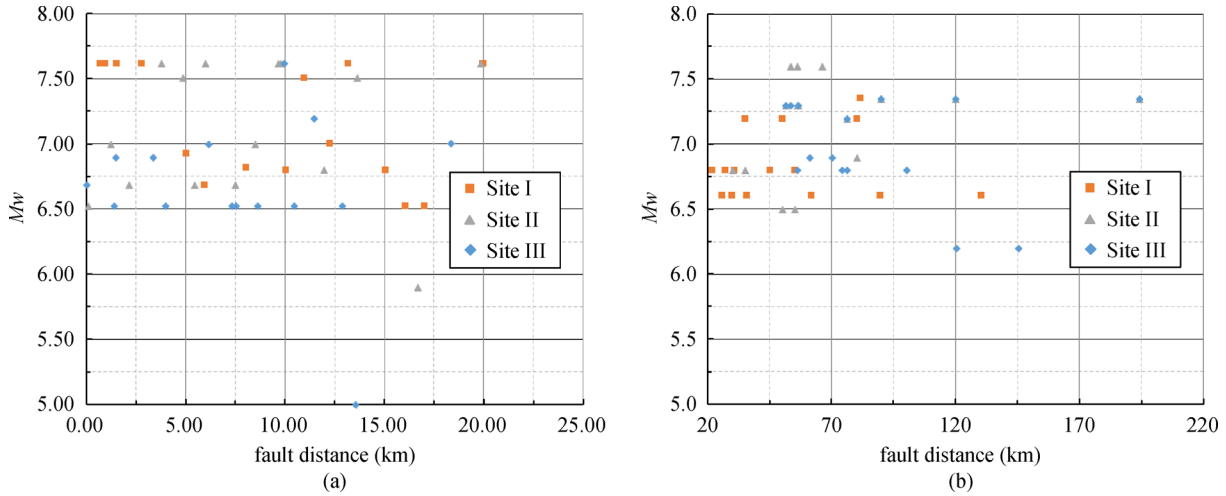 8.00
7.50
7.00
6.50
6.00
5.50
5.00
Mw
0.00 5.00 10.00 15.00 20.00 25.00
fault distance (km)
Site I
Site II
Site III
(a)
8.0
7.5
7.0
6.5
6.0
5.5
5.0
Mw
20 70 120 170 220
fault distance (km)
Site I
Site II
Site III
(b)